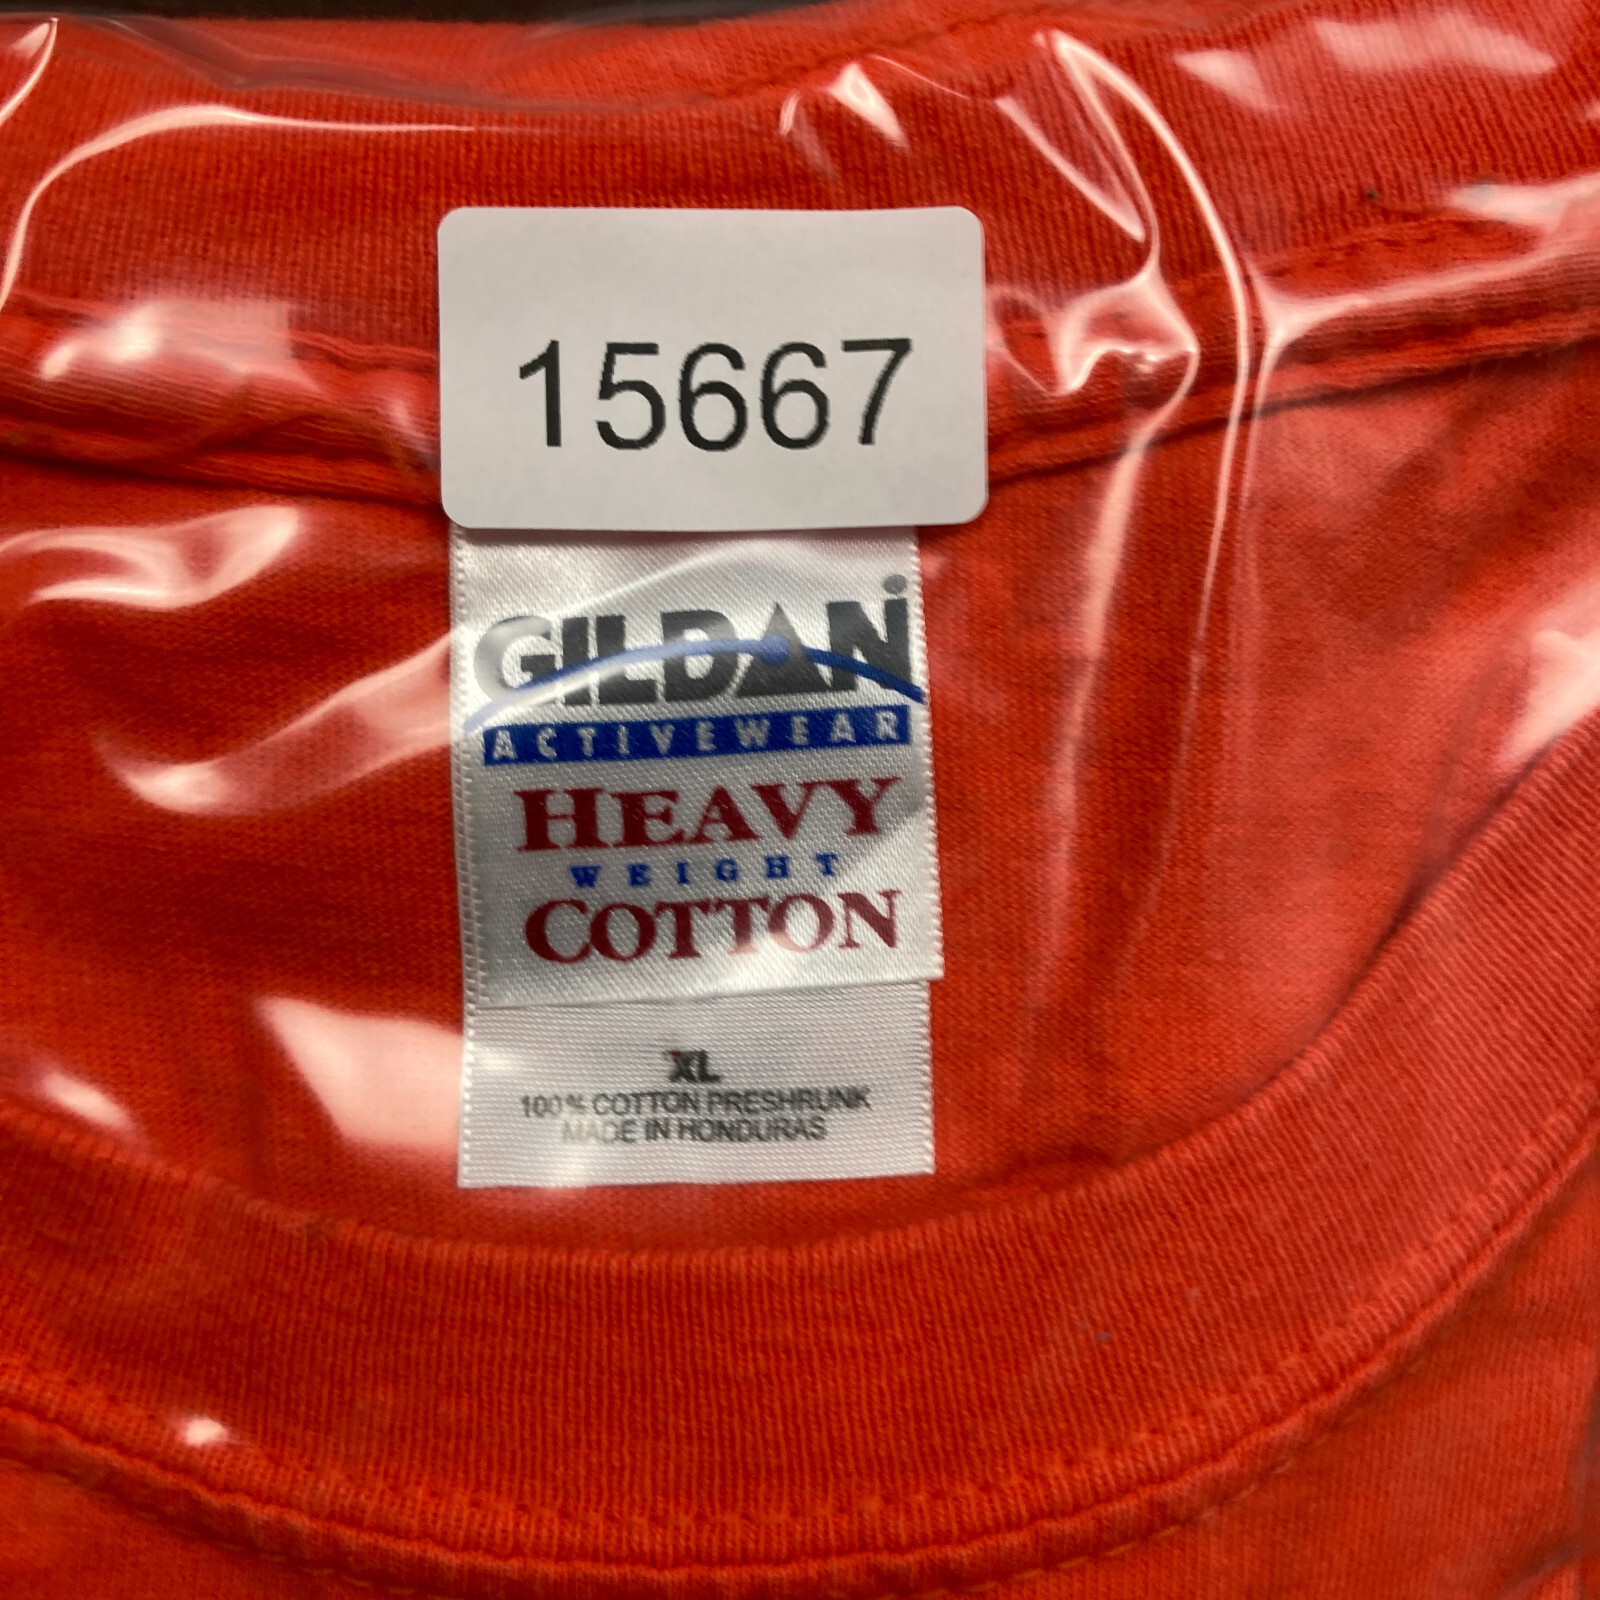 15667
GILDAN
ACTIVEWEAR
HEAVY
WEIGHT
COTTON
XL
100% COTTON PRESHRUNK
MADE IN HONDURAS